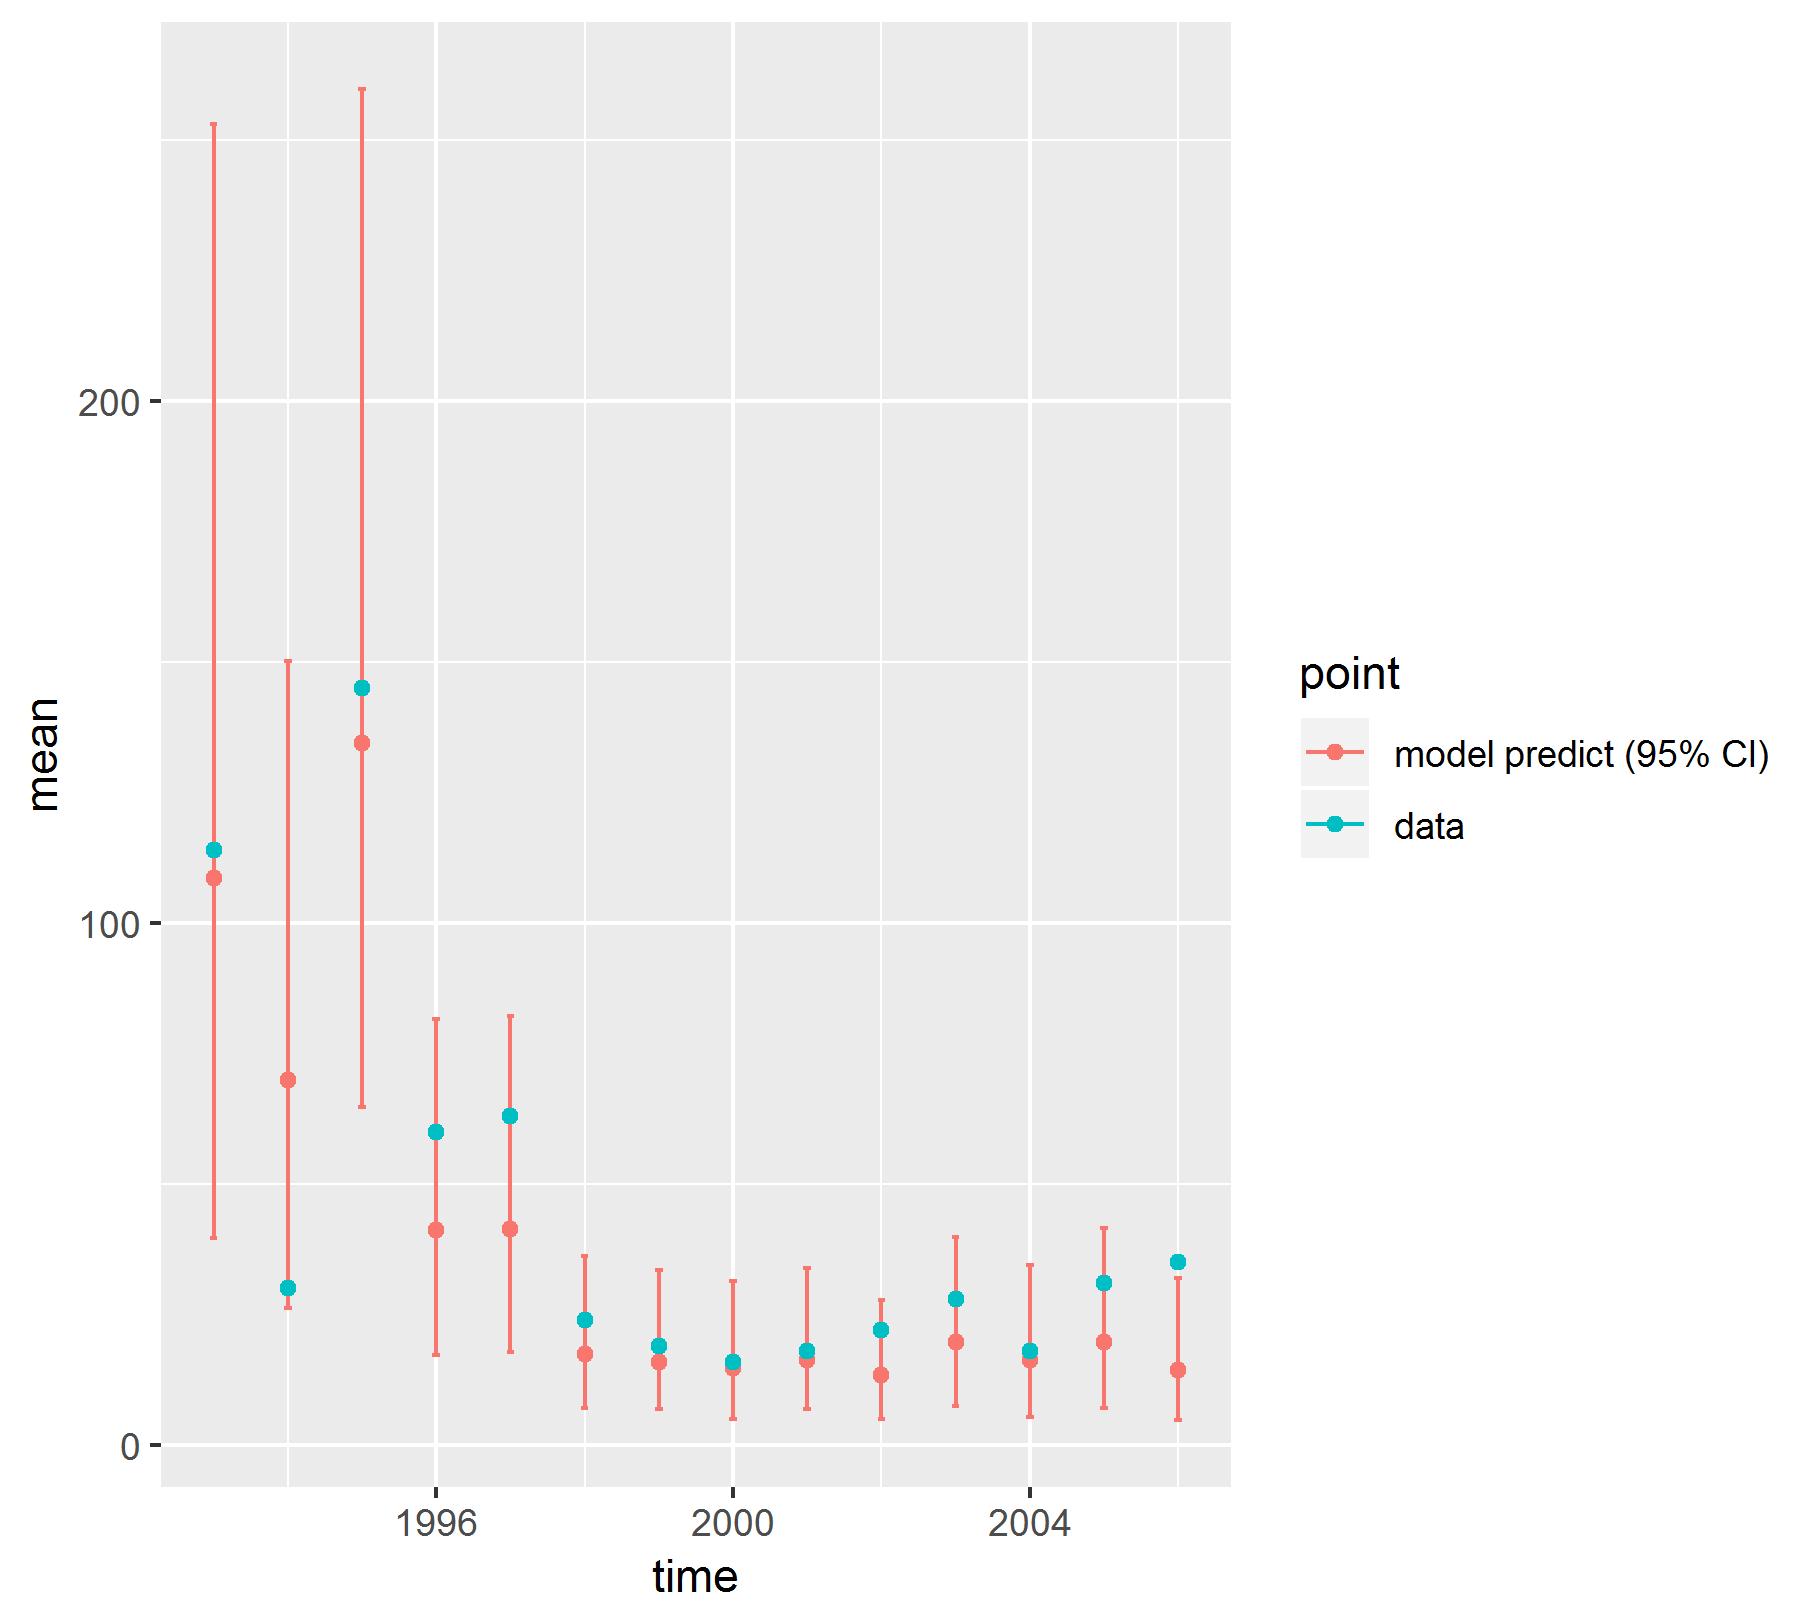 mean
200
100
0
1996
2000
2004
time
point
model predict (95% CI)
data